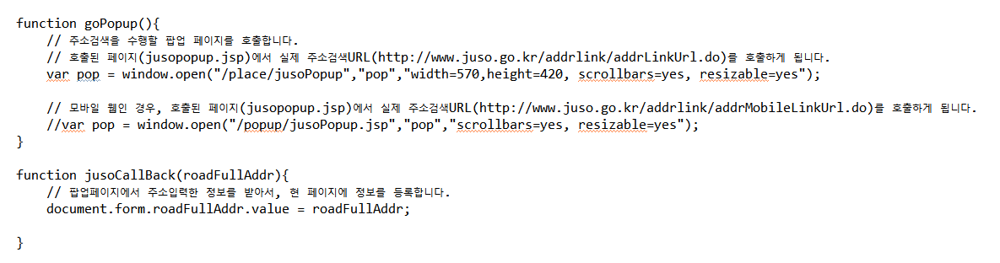 function goPopup(){
    // 주소검색을 수행할 팝업 페이지를 호출합니다.
    // 호출된 페이지(jusopopup.jsp)에서 실제 주소검색URL(http://www.juso.go.kr/addrlink/addrLinkUrl.do)를 호출하게 됩니다.
    var pop = window.open("/place/jusoPopup","pop","width=570,height=420, scrollbars=yes, resizable=yes");
    // 모바일 웹인 경우, 호출된 페이지(jusopopup.jsp)에서 실제 주소검색URL(http://www.juso.go.kr/addrlink/addrMobileLinkUrl.do)를 호출하게 됩니다.
    //var pop = window.open("/popup/jusoPopup.jsp","pop","scrollbars=yes, resizable=yes");
}
function jusoCallBack(roadFullAddr){
    // 팝업페이지에서 주소입력한 정보를 받아서, 현 페이지에 정보를 등록합니다.
    document.form.roadFullAddr.value = roadFullAddr;
}